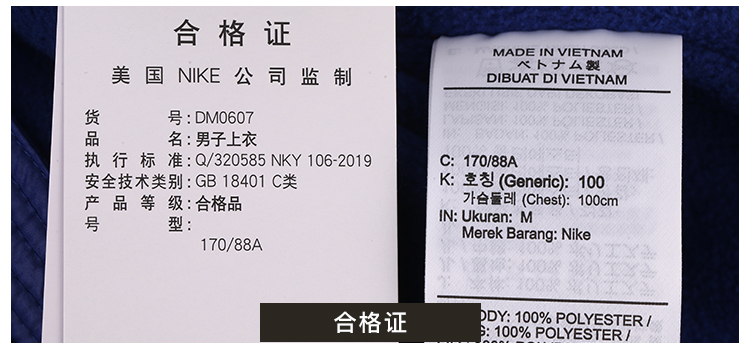 合格证
美国 NIKE 公司监制
货号: DM0607
品名: 男子上衣
执行标准: Q/320585 NKY 106-2019
安全技术类别: GB 18401 C类
产品等级: 合格品
号型:
170/88A
MADE IN VIETNAM
ベトナム製
DIBUAT DI VIETNAM
C: 170/88A
K: 호칭 (Generic): 100
가슴둘레 (Chest): 100cm
IN: Ukuran: M
Merek Barang: Nike
ODY: 100% POLYESTER /
S: 100% POLYESTER /
100% POLYESTER /
合格证